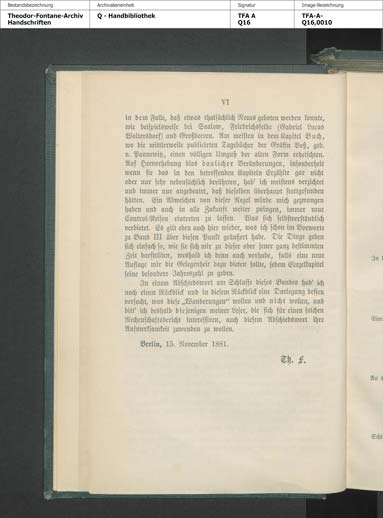 Bestandsbezeichnung
Archivalieneinheit
Signatur
Image-Bezeichnung
Theodor-Fontane-Archiv
Handschriften
Q - Handbibliothek
TFA A
Q16
TFA-A-
Q16,0010
VI
in dem Falle, daß etwas thatsächlich Neues geboten werden konnte,
wie beispielsweise bei Saalow, Friedrichsfelde (Gabriel Lucas
Woltersdorf) und Großbeeren. Am meisten in dem Kapitel Buch,
wo die mittlerweile publicirten Tagebücher der Gräfin Voß, geb.
v. Pannewitz, einen völligen Umguß der alten Form erheischten.
Auf Hervorhebung blos baulicher Veränderungen, insonderheit
wenn sie das in den betreffenden Kapiteln Erzählte gar nicht
oder nur sehr nebensächlich berühren, hab' ich meistens verzichtet
und immer nur angedeutet, daß dieselben überhaupt stattgefunden
hätten. Ein Abweichen von dieser Regel würde mich gezwungen
haben und auch in alle Zukunft weiter zwingen, immer neue
Control-Reisen eintreten zu lassen. Was sich selbstverständlich
verbietet. Es gilt eben auch hier wieder, was ich schon im Vorworte
zu Band III über diesen Punkt geäußert habe. Die Dinge geben
sich einfach so, wie sie sich mir zu dieser oder jener ganz bestimmten
Zeit darstellten, weshalb ich denn auch vorhabe, falls eine neue
Auflage mir die Gelegenheit dazu bieten sollte, jedem Einzelkapitel
seine besondere Jahreszahl zu geben.
In einem Abschiedswort am Schlusse dieses Bandes hab' ich
noch einen Rückblick und in diesem Rückblick eine Darlegung dessen
versucht, was diese „Wanderungen" wollen und nicht wollen, und
bitt' ich deshalb diejenigen meiner Leser, die sich für einen solchen
Rechenschaftsbericht interessiren, auch diesem Abschiedswort ihre
Aufmerksamkeit zuwenden zu wollen.
Berlin, 15. November 1881.
Th. F.